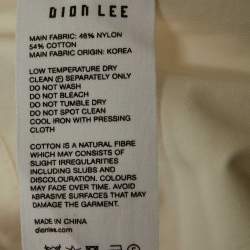 DION LEE
MAIN FABRIC: 46% NYLON
54% COTTON
MAIN FABRIC ORIGIN: KOREA
LOW TEMPERATURE DRY
CLEAN (F) SEPARATELY ONLY
DO NOT WASH
DO NOT BLEACH
DO NOT TUMBLE DRY
DO NOT SPOT CLEAN
COOL IRON WITH PRESSING
CLOTH
COTTON IS A NATURAL FIBRE
WHICH MAY CONSISTS OF
SLIGHT IRREGULARITIES
INCLUDING SLUBS AND
DISCOLOURATION. COLOURS
MAY FADE OVER TIME. AVOID
ABRASIVE SURFACES THAT MAY
DAMAGE THE GARMENT.
MADE IN CHINA
dionlee.com